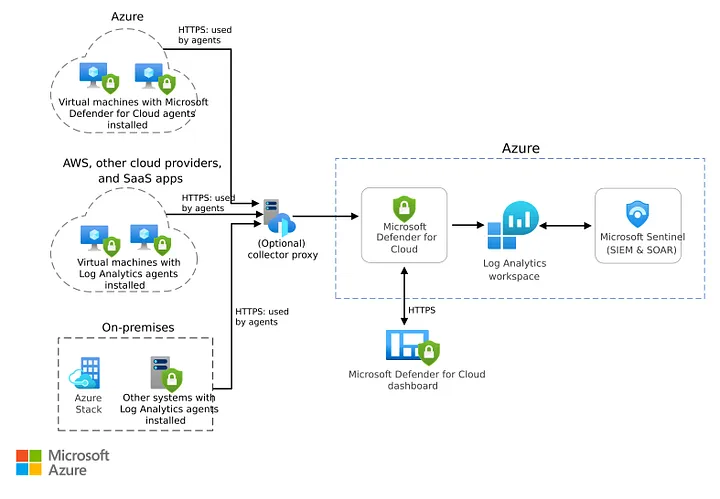 Azure
HTTPS: used
by agents
Virtual machines with Microsoft
Defender for Cloud agents
installed
AWS, other cloud providers,
and SaaS apps
HTTPS: used
by agents
Virtual machines with
Log Analytics agents
installed
(Optional)
collector proxy
On-premises
HTTPS: used
by agents
Azure
Stack
Other systems with
Log Analytics agents
installed
Azure
Microsoft
Defender for
Cloud
Log Analytics
workspace
Microsoft Sentinel
(SIEM & SOAR)
HTTPS
Microsoft Defender for Cloud
dashboard
Microsoft
Azure